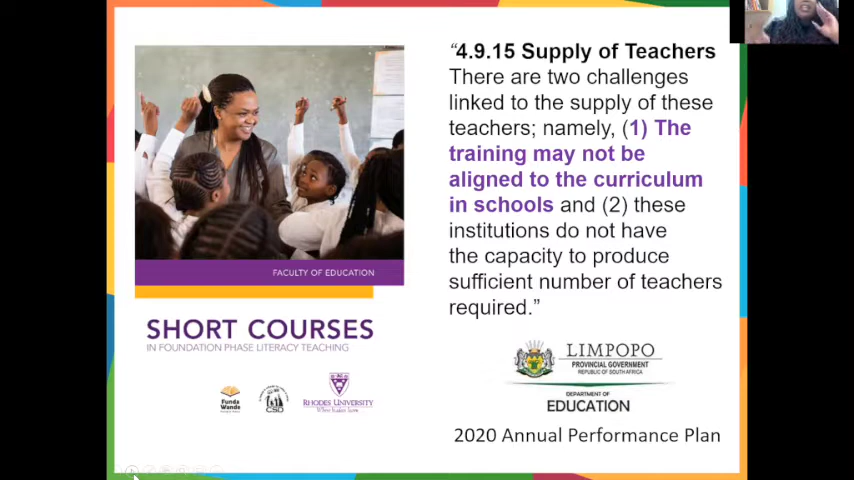 FACULTY OF EDUCATION
SHORT COURSES
IN FOUNDATION PHASE LITERACY TEACHING
Funda
Wande
CSD
RHODES UNIVERSITY
Where leaders learn
“4.9.15 Supply of Teachers
There are two challenges
linked to the supply of these
teachers; namely, (1) The
training may not be
aligned to the curriculum
in schools and (2) these
institutions do not have
the capacity to produce
sufficient number of teachers
required.”
LIMPOPO
PROVINCIAL GOVERNMENT
REPUBLIC OF SOUTH AFRICA
DEPARTMENT OF
EDUCATION
2020 Annual Performance Plan